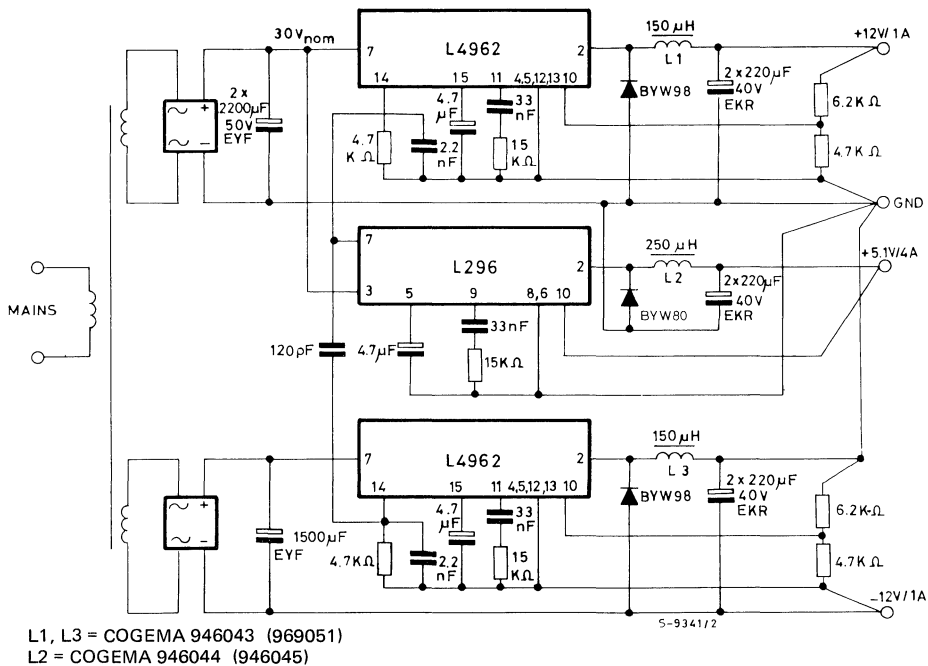 30Vnom
7
L4962
2
150µH
L1
+12V/1A
14
15
11
4,5,12,13
10
2x
2200µF
50V
EYF
+
−
4.7
KΩ
2.2
nF
4.7
µF
33
nF
15
KΩ
BYW98
2x220µF
40V
EKR
6.2KΩ
4.7KΩ
GND
7
L296
2
250µH
L2
+5.1V/4A
3
5
9
8,6
10
BYW80
2x220µF
40V
EKR
MAINS
120pF
4.7µF
33nF
15KΩ
7
L4962
2
150µH
L3
14
15
11
4,5,12,13
10
+
−
1500µF
EYF
4.7KΩ
2.2
nF
4.7
µF
33
nF
15
KΩ
BYW98
2x220µF
40V
EKR
6.2KΩ
4.7KΩ
−12V/1A
S-9341/2
L1, L3 = COGEMA 946043 (969051)
L2 = COGEMA 946044 (946045)